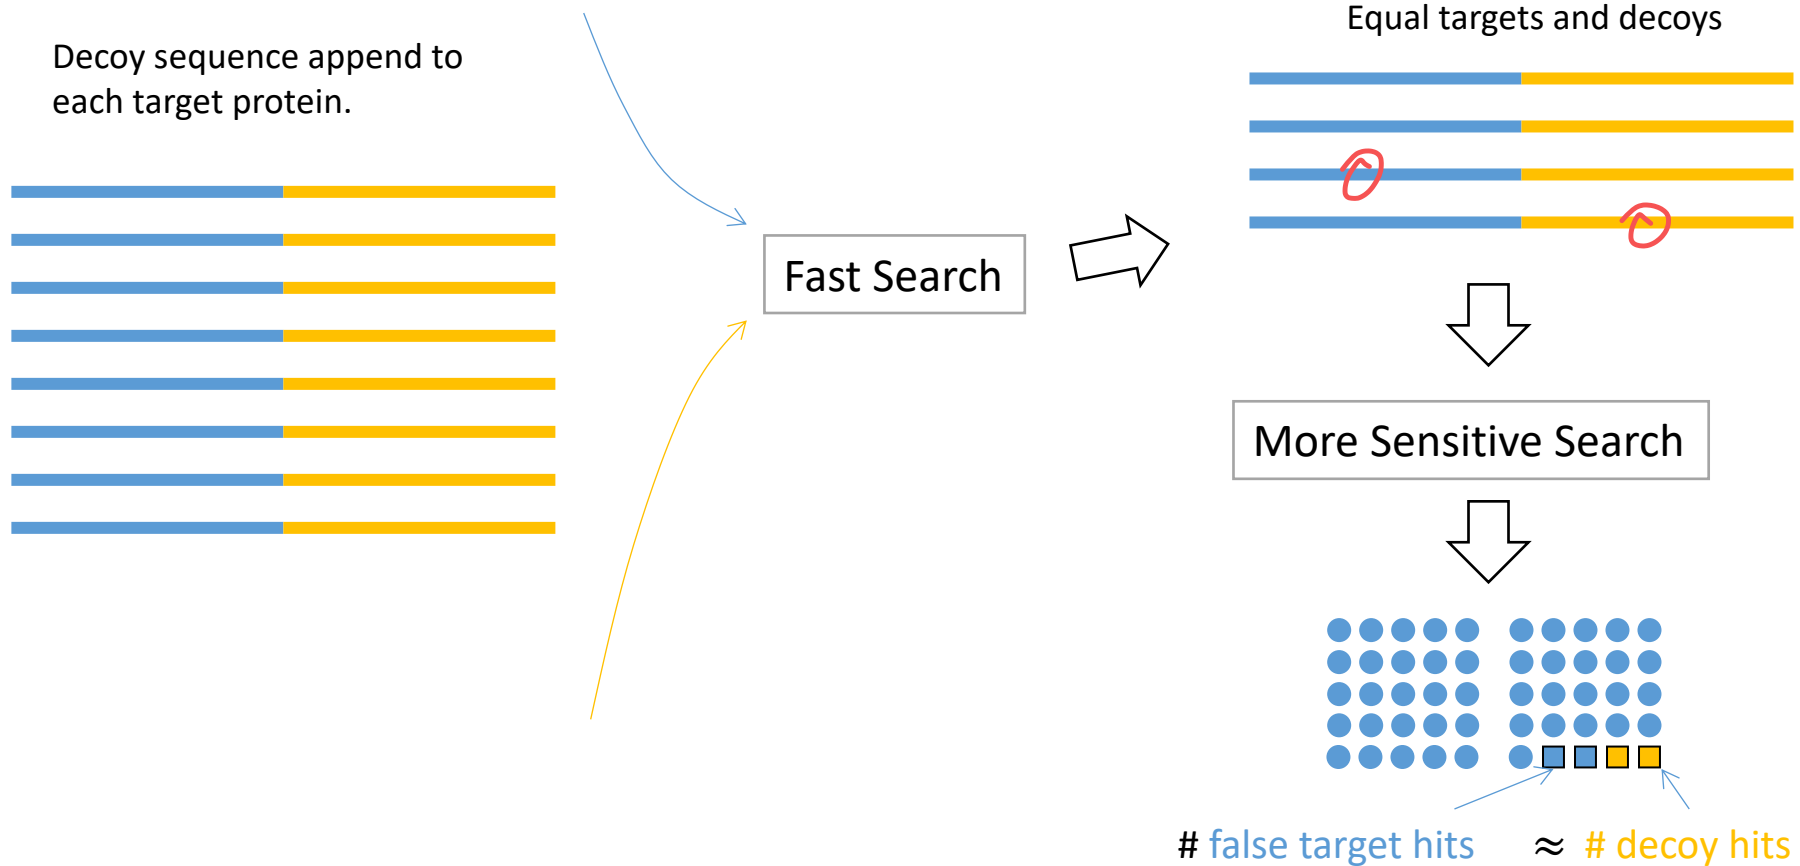 Decoy sequence append to
each target protein.
Fast Search
Equal targets and decoys
More Sensitive Search
# false target hits ≈ # decoy hits